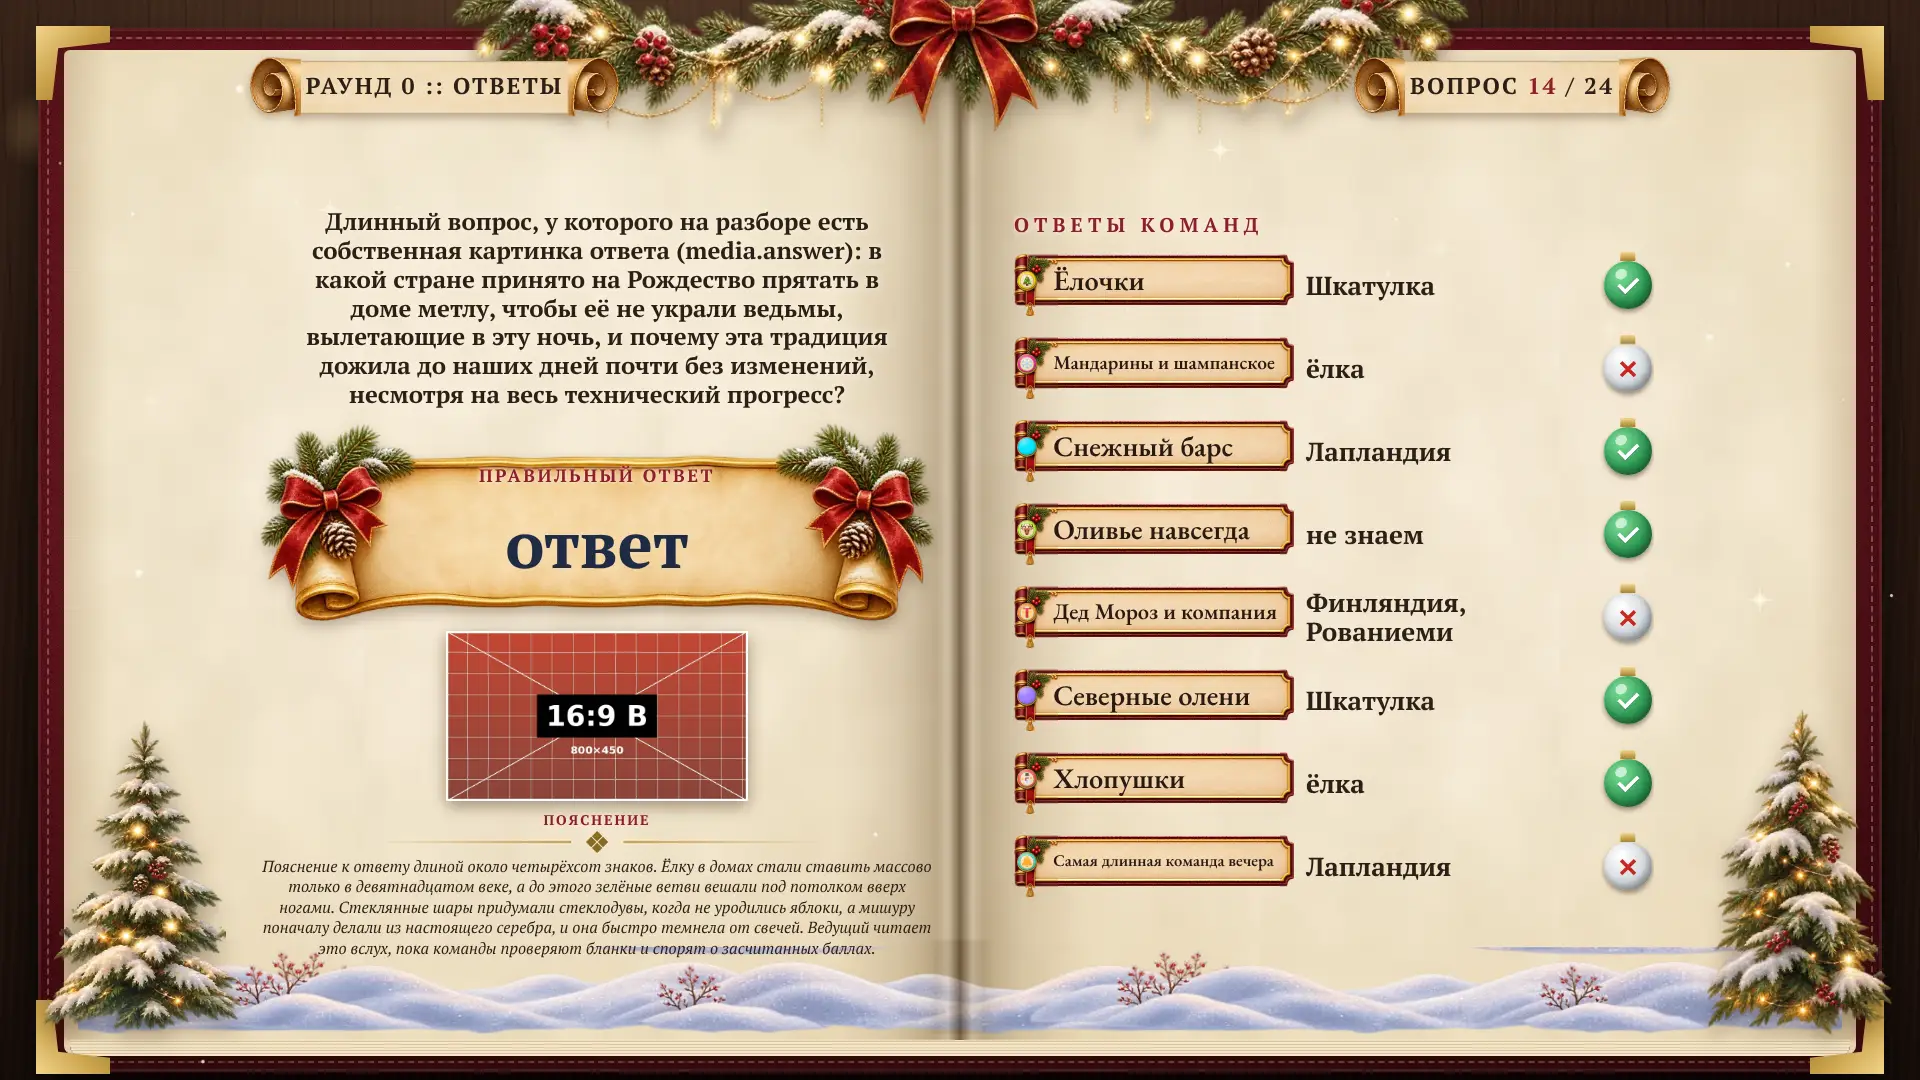 РАУНД 0 :: ОТВЕТЫ
ВОПРОС 14 / 24
Длинный вопрос, у которого на разборе есть
собственная картинка ответа (media.answer): в
какой стране принято на Рождество прятать в
доме метлу, чтобы её не украли ведьмы,
вылетающие в эту ночь, и почему эта традиция
дожила до наших дней почти без изменений,
несмотря на весь технический прогресс?
ПРАВИЛЬНЫЙ ОТВЕТ
ответ
16:9 B
800×450
ПОЯСНЕНИЕ
Пояснение к ответу длиной около четырёхсот знаков. Ёлку в домах стали ставить массово
только в девятнадцатом веке, а до этого зелёные ветви вешали под потолком вверх
ногами. Стеклянные шары придумали стеклодувы, когда не уродились яблоки, а мишуру
поначалу делали из настоящего серебра, и она быстро темнела от свечей. Ведущий читает
это вслух, пока команды проверяют бланки и спорят о засчитанных баллах.
ОТВЕТЫ КОМАНД
Ёлочки Шкатулка
Мандарины и шампанское ёлка
Снежный барс Лапландия
Оливье навсегда не знаем
Дед Мороз и компания Финляндия,
Рованиеми
Северные олени Шкатулка
Хлопушки ёлка
Самая длинная команда вечера Лапландия